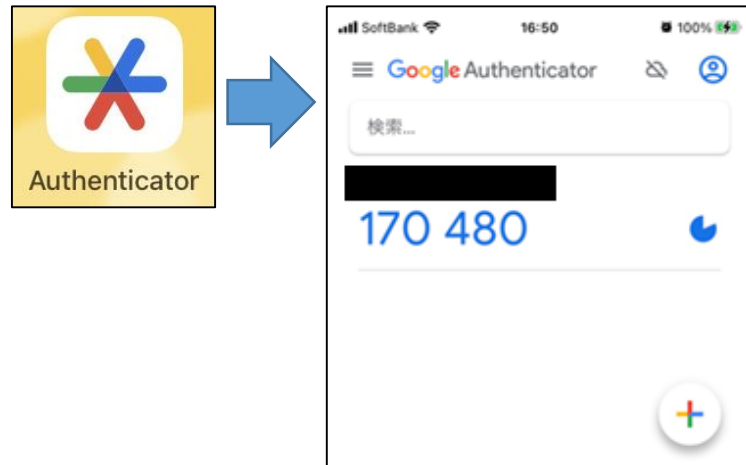 Authenticator
SoftBank 16:50 100%
Google Authenticator
検索...
170 480